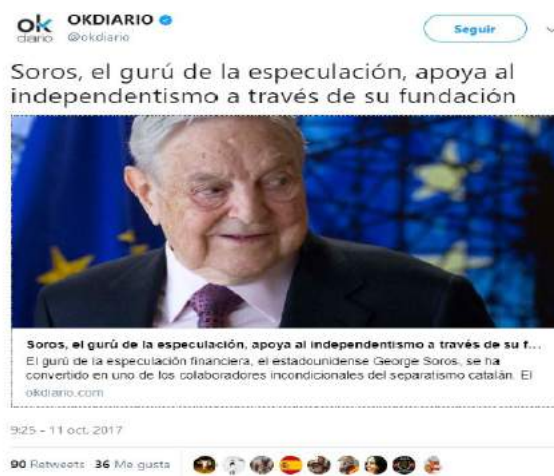 ok
diario
OKDIARIO
@okdiario
Seguir
Soros, el gurú de la especulación, apoya al
independentismo a través de su fundación
Soros, el gurú de la especulación, apoya al independentismo a través de su f...
El gurú de la especulación financiera, el estadounidense George Soros, se ha
convertido en uno de los colaboradores incondicionales del separatismo catalán. El
okdiario.com
9:25 - 11 oct. 2017
90 Retweets 36 Me gusta